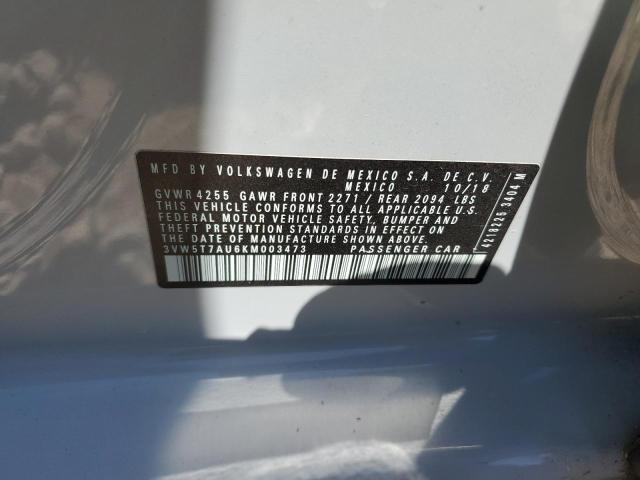 MFD BY VOLKSWAGEN DE MEXICO S.A. DE C.V.
MEXICO 10/18
GVWR 4255 GAWR FRONT 2271 / REAR 2094 LBS
THIS VEHICLE CONFORMS TO ALL APPLICABLE U.S.
FEDERAL MOTOR VEHICLE SAFETY, BUMPER AND
THEFT PREVENTION STANDARDS IN EFFECT ON
THE DATE OF MANUFACTURE SHOWN ABOVE.
3VW5T7AU6KM003473 PASSENGER CAR
4218225 3404 M